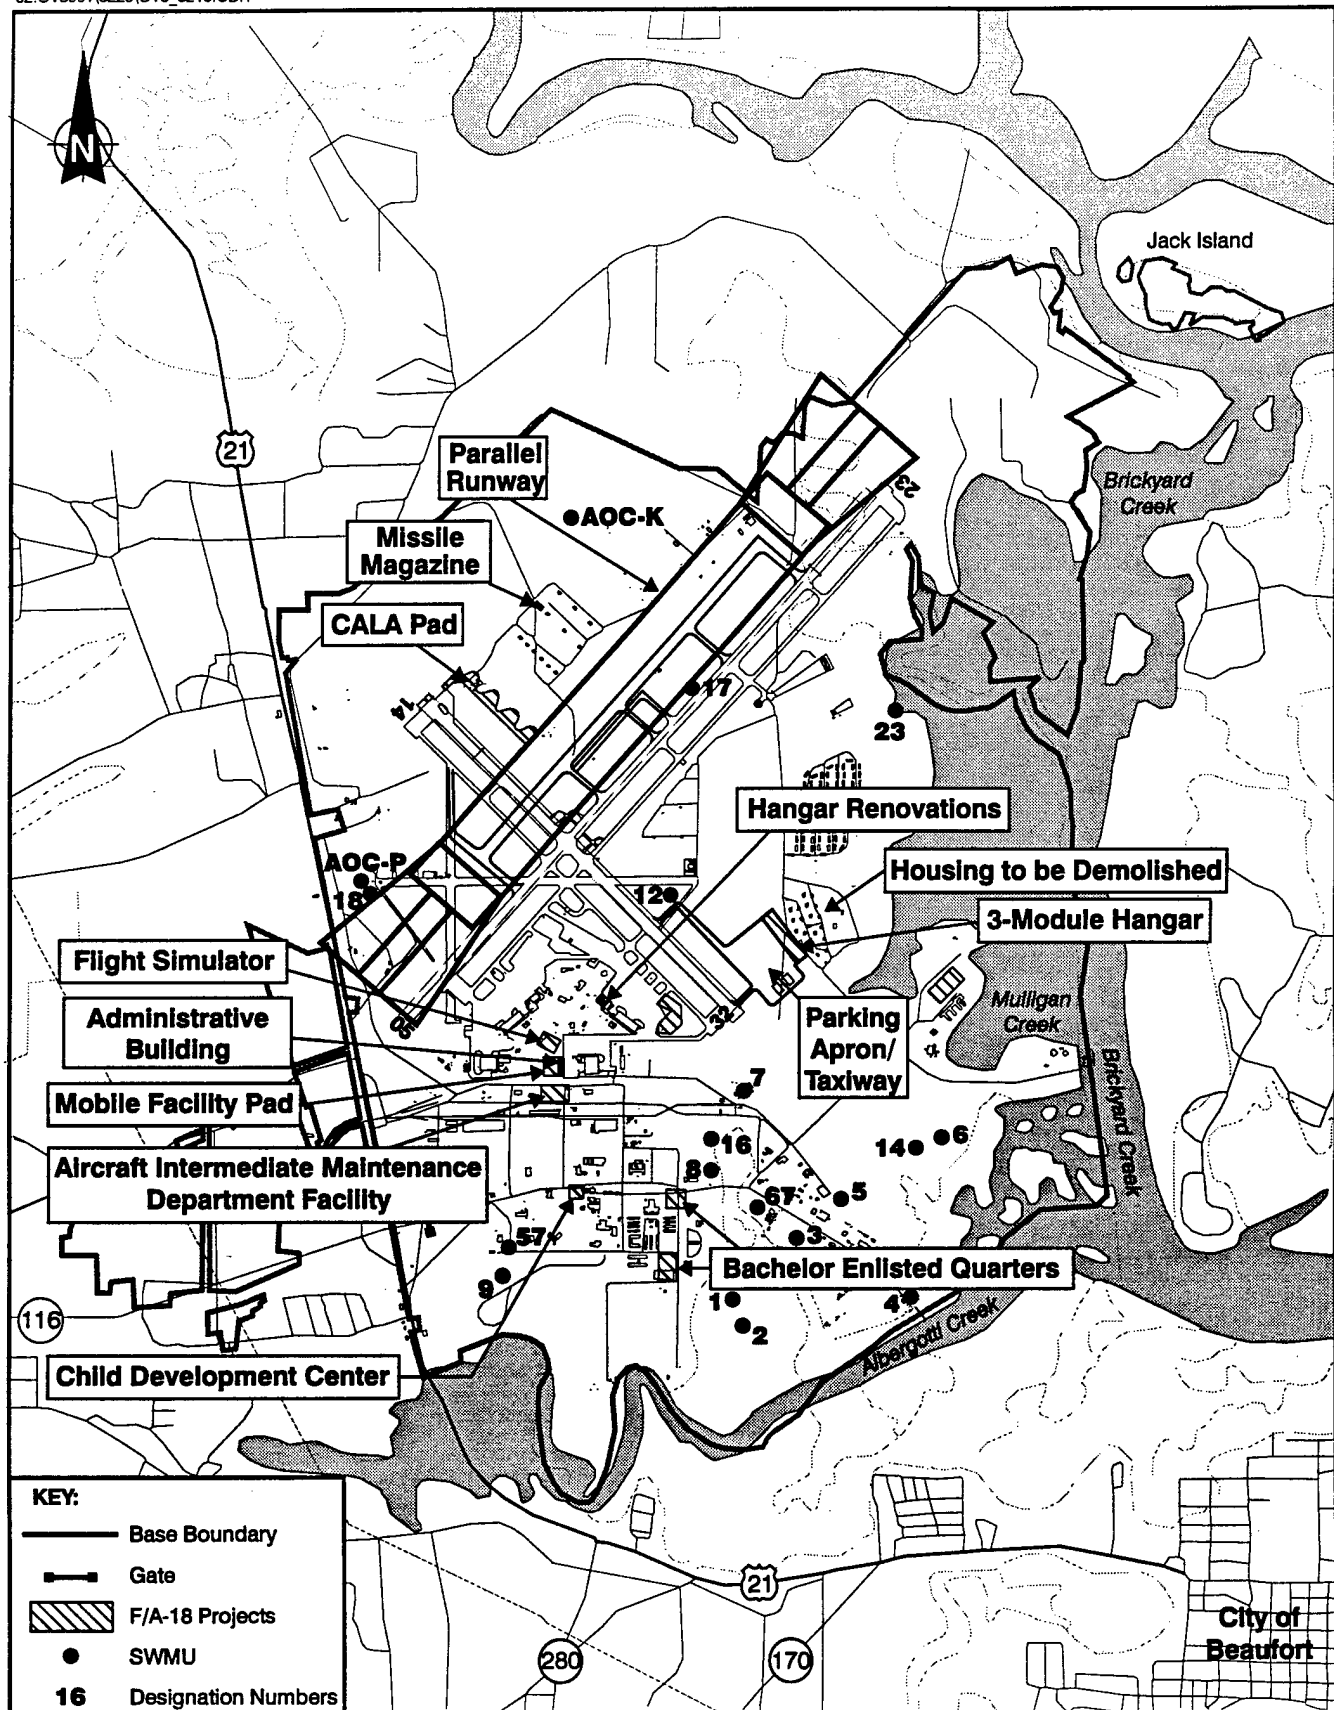 N
Jack Island
21
Parallel
Runway
23
Brickyard
Creek
AOC-K
Missile
Magazine
CALA Pad
17
14
23
Hangar Renovations
AOC-P
Housing to be Demolished
18
12
3-Module Hangar
Flight Simulator
Mulligan
Creek
Administrative
Building
05
32
Parking
Apron/
Taxiway
Brickyard Creek
Mobile Facility Pad
7
16
14
6
Aircraft Intermediate Maintenance
Department Facility
8
67
5
57
3
Bachelor Enlisted Quarters
9
1
4
116
2
Albergotti Creek
Child Development Center
KEY:
Base Boundary
Gate
F/A-18 Projects
SWMU
16 Designation Numbers
21
280
170
City of
Beaufort